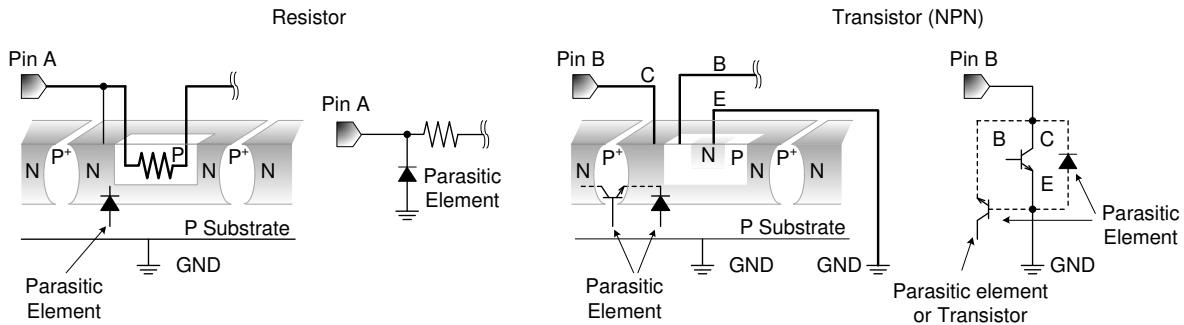 Resistor
Transistor (NPN)
Pin A
N
P+
N
P
N
P+
N
Parasitic
Element
P Substrate
GND
Pin A
Parasitic
Element
Pin B
C
B
E
N
P+
N
N
P
N
P+
N
P Substrate
GND
GND
Parasitic
Element
Pin B
B
C
E
Parasitic
Element
GND
Parasitic element
or Transistor